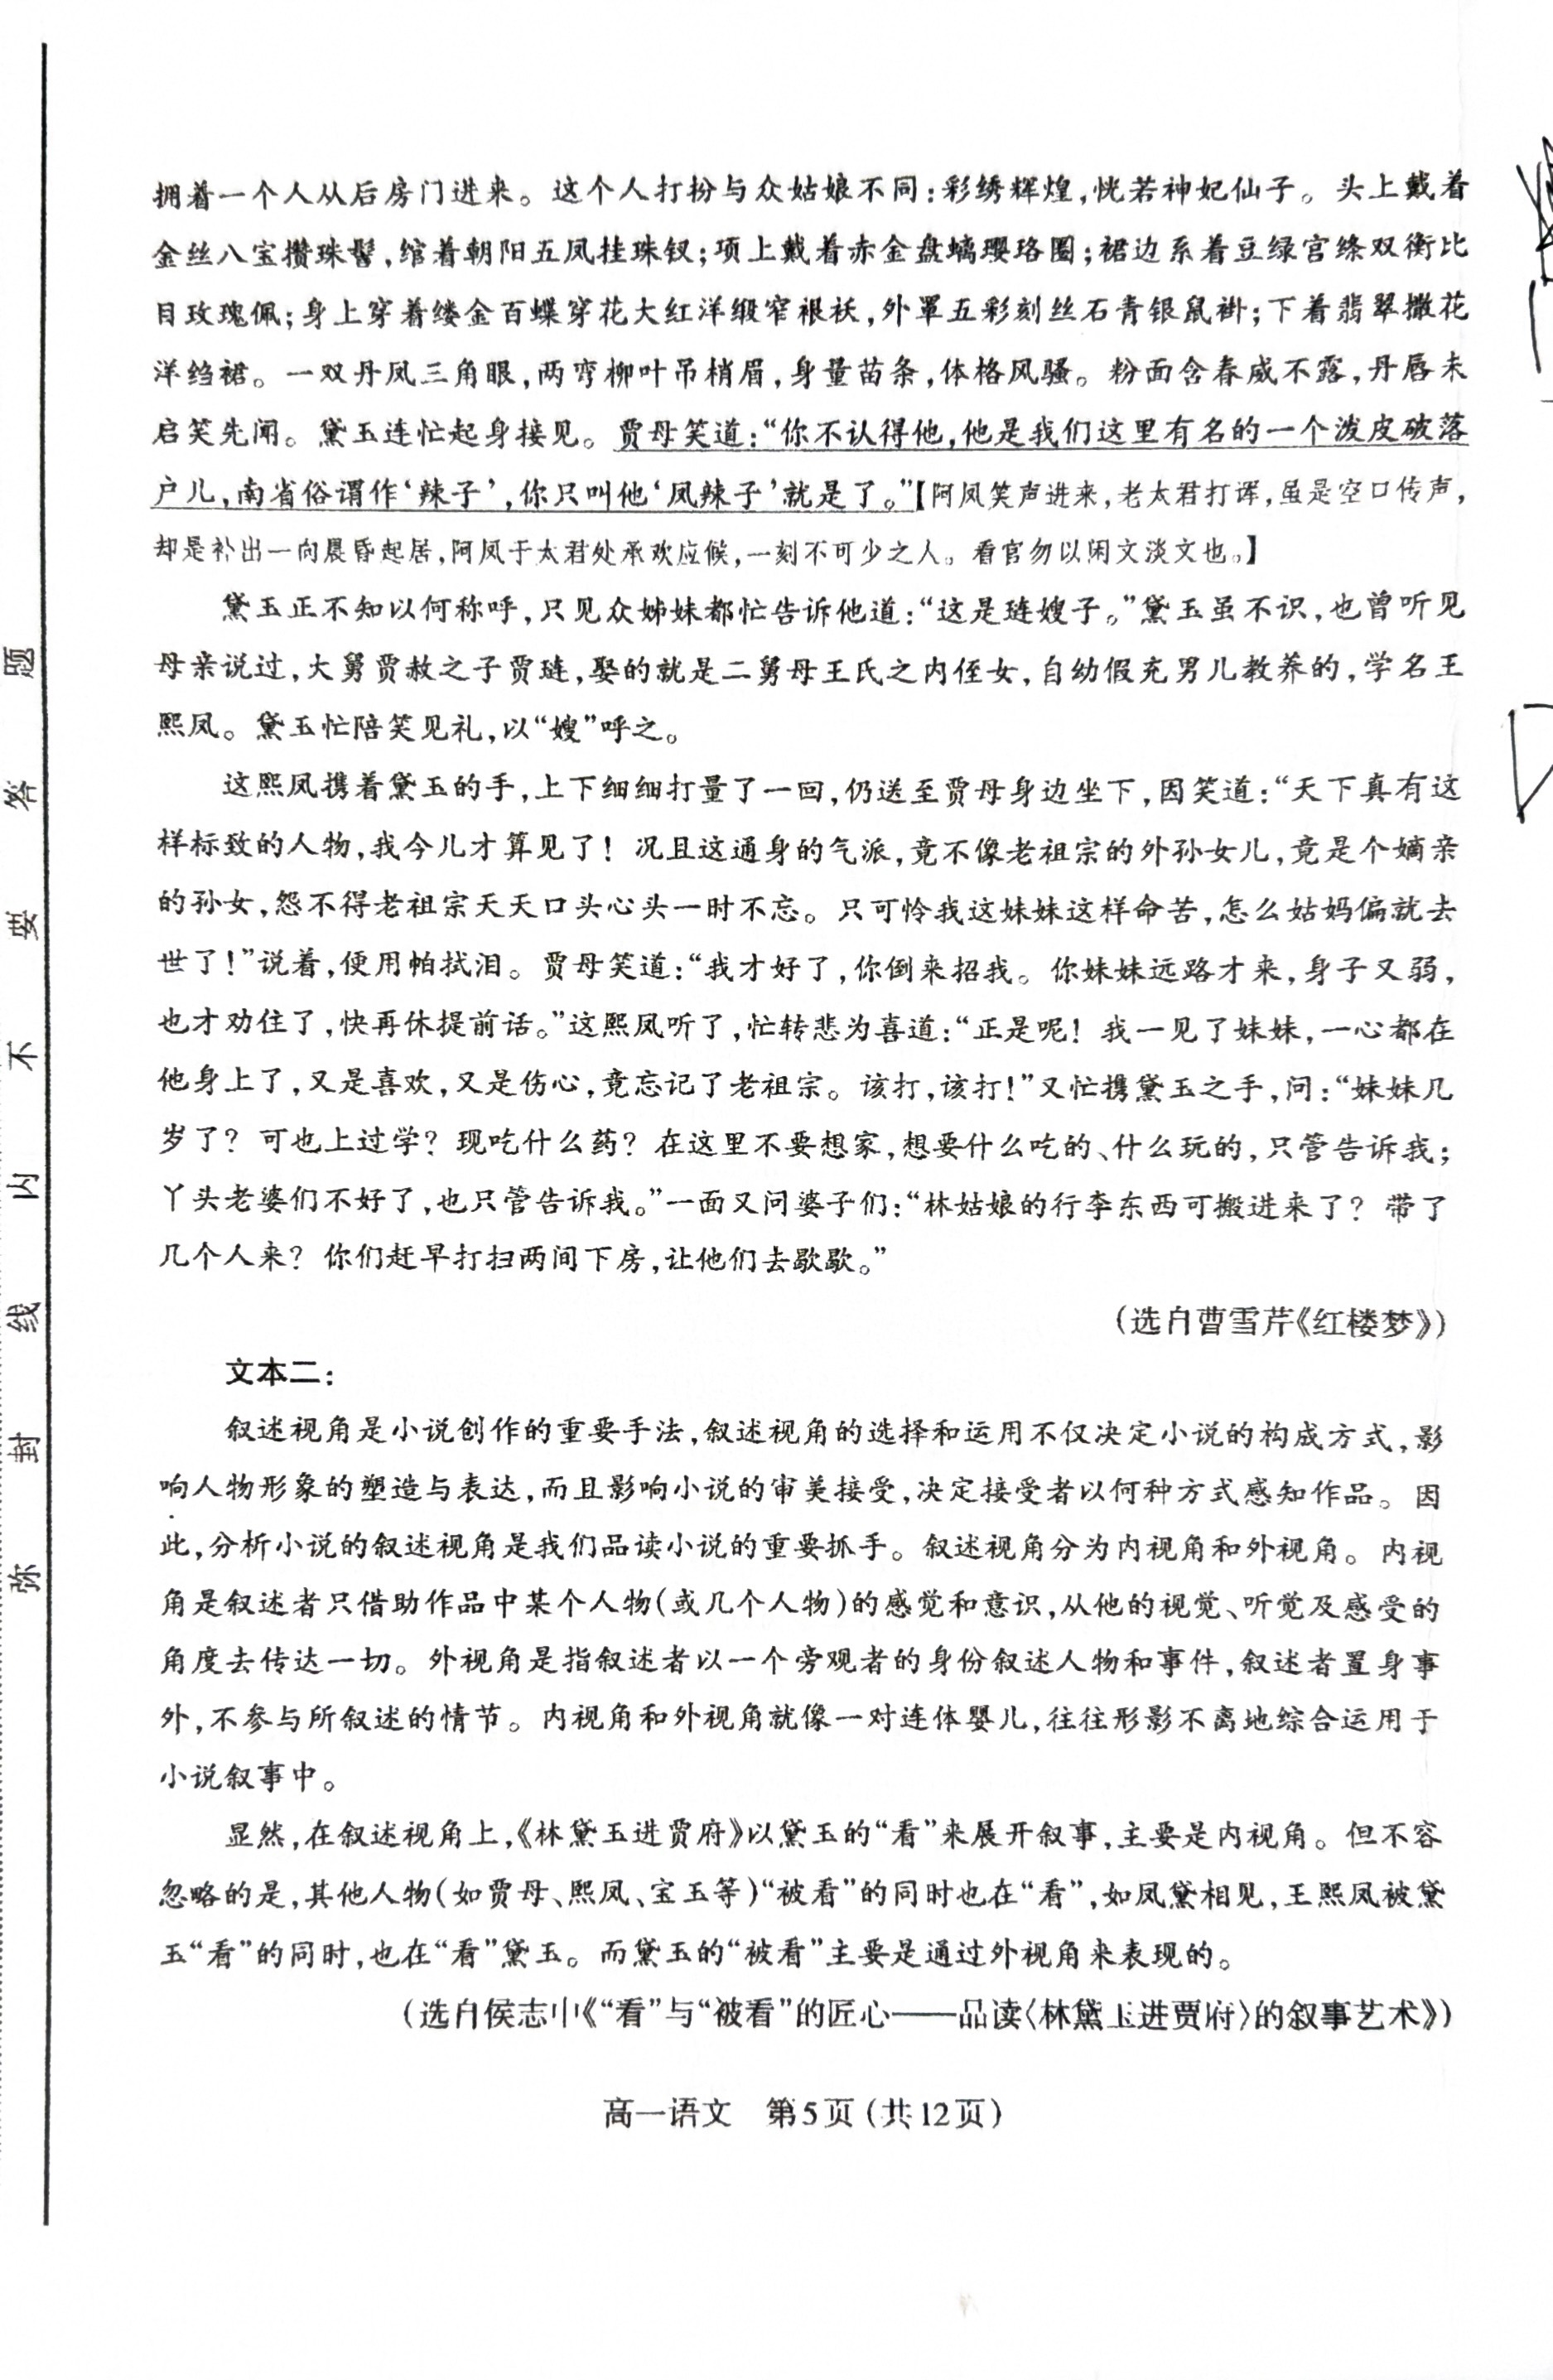 拥着一个人从后房门进来。这个人打扮与众姑娘不同:彩绣辉煌,恍若神妃仙子。头上戴着
金丝八宝攒珠髻,绾着朝阳五凤挂珠钗;项上戴着赤金盘螭璎珞圈;裙边系着豆绿宫绦双衡比
目玫瑰佩;身上穿着缕金百蝶穿花大红洋缎窄裉袄,外罩五彩刻丝石青银鼠褂;下着翡翠撒花
洋绉裙。一双丹凤三角眼,两弯柳叶吊梢眉,身量苗条,体格风骚。粉面含春威不露,丹唇未
启笑先闻。黛玉连忙起身接见。贾母笑道:“你不认得他,他是我们这里有名的一个泼皮破落
户儿,南省俗谓作‘辣子’,你只叫他‘凤辣子’就是了。”【阿凤笑声进来,老太君打诨,虽是空口传声,
却是补出一向晨昏起居,阿凤于太君处承欢应候,一刻不可少之人。看官勿以闲文淡文也。】
黛玉正不知以何称呼,只见众姊妹都忙告诉他道:“这是琏嫂子。”黛玉虽不识,也曾听见
母亲说过,大舅贾赦之子贾琏,娶的就是二舅母王氏之内侄女,自幼假充男儿教养的,学名王
熙凤。黛玉忙陪笑见礼,以“嫂”呼之。
这熙凤携着黛玉的手,上下细细打量了一回,仍送至贾母身边坐下,因笑道:“天下真有这
样标致的人物,我今儿才算见了!况且这通身的气派,竟不像老祖宗的外孙女儿,竟是个嫡亲
的孙女,怨不得老祖宗天天口头心头一时不忘。只可怜我这妹妹这样命苦,怎么姑妈偏就去
世了!”说着,便用帕拭泪。贾母笑道:“我才好了,你倒来招我。你妹妹远路才来,身子又弱,
也才劝住了,快再休提前话。”这熙凤听了,忙转悲为喜道:“正是呢!我一见了妹妹,一心都在
他身上了,又是喜欢,又是伤心,竟忘记了老祖宗。该打,该打!”又忙携黛玉之手,问:“妹妹几
岁了?可也上过学?现吃什么药?在这里不要想家,想要什么吃的、什么玩的,只管告诉我;
丫头老婆们不好了,也只管告诉我。”一面又问婆子们:“林姑娘的行李东西可搬进来了?带了
几个人来?你们赶早打扫两间下房,让他们去歇歇。”
(选自曹雪芹《红楼梦》)
文本二:
叙述视角是小说创作的重要手法,叙述视角的选择和运用不仅决定小说的构成方式,影
响人物形象的塑造与表达,而且影响小说的审美接受,决定接受者以何种方式感知作品。因
此,分析小说的叙述视角是我们品读小说的重要抓手。叙述视角分为内视角和外视角。内视
角是叙述者只借助作品中某个人物(或几个人物)的感觉和意识,从他的视觉、听觉及感受的
角度去传达一切。外视角是指叙述者以一个旁观者的身份叙述人物和事件,叙述者置身事
外,不参与所叙述的情节。内视角和外视角就像一对连体婴儿,往往形影不离地综合运用于
小说叙事中。
显然,在叙述视角上,《林黛玉进贾府》以黛玉的“看”来展开叙事,主要是内视角。但不容
忽略的是,其他人物(如贾母、熙凤、宝玉等)“被看”的同时也在“看”,如凤黛相见,王熙凤被黛
玉“看”的同时,也在“看”黛玉。而黛玉的“被看”主要是通过外视角来表现的。
(选自侯志中《“看”与“被看”的匠心——品读〈林黛玉进贾府〉的叙事艺术》)
高一语文 第5页(共12页)
弥封线内不要答题